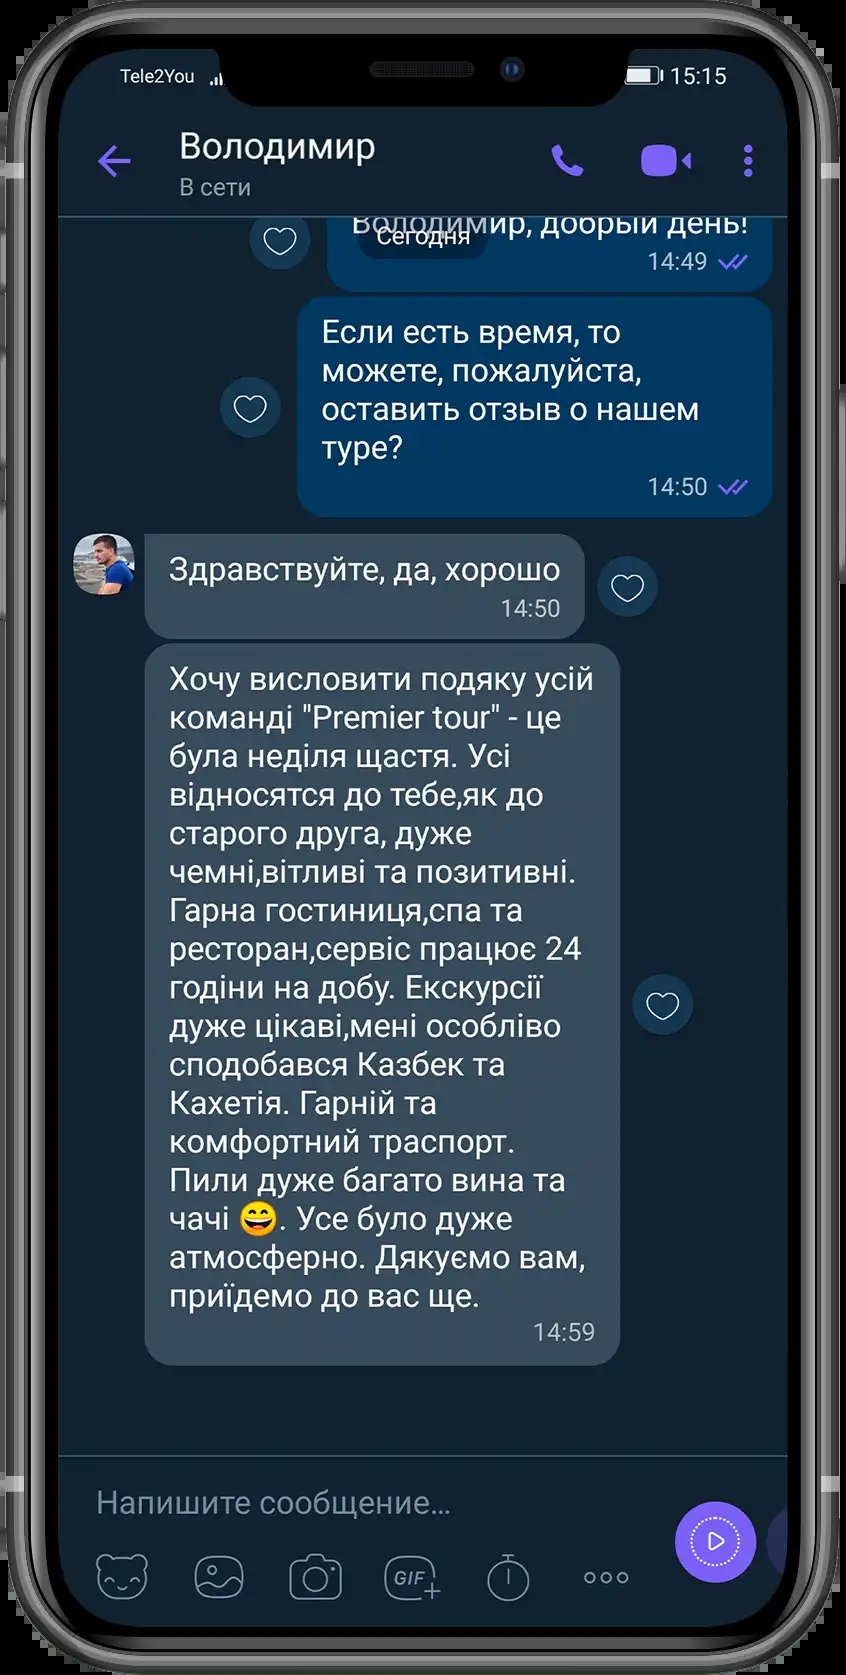 Tele2You
15:15
Володимир
В сети
Володимир, добрый день!
Сегодня
14:49
Если есть время, то
можете, пожалуйста,
оставить отзыв о нашем
туре?
14:50
Здравствуйте, да, хорошо
14:50
Хочу висловити подяку усій
команді "Premier tour" - це
була неділя щастя. Усі
відносятся до тебе,як до
старого друга, дуже
чемні,вітливі та позитивні.
Гарна гостиниця,спа та
ресторан,сервіс працює 24
годіни на добу. Екскурсії
дуже цікаві,мені особліво
сподобався Казбек та
Кахетія. Гарній та
комфортний траспорт.
Пили дуже багато вина та
чачі 😄. Усе було дуже
атмосферно. Дякуємо вам,
приїдемо до вас ще.
14:59
Напишите сообщение...
GIF